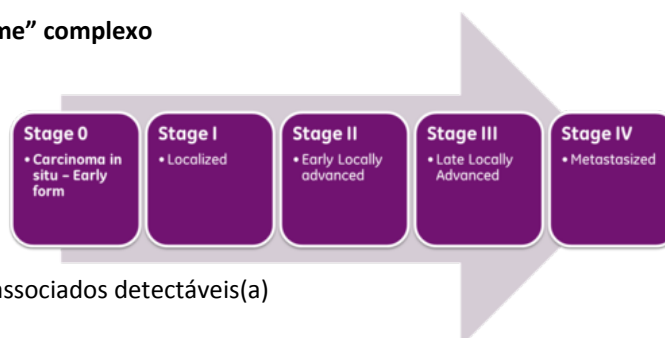 me” complexo
Stage 0
• Carcinoma in
situ – Early
form
Stage I
• Localized
Stage II
• Early Locally
advanced
Stage III
• Late Locally
Advanced
Stage IV
• Metastasized
associados detectáveis(a)